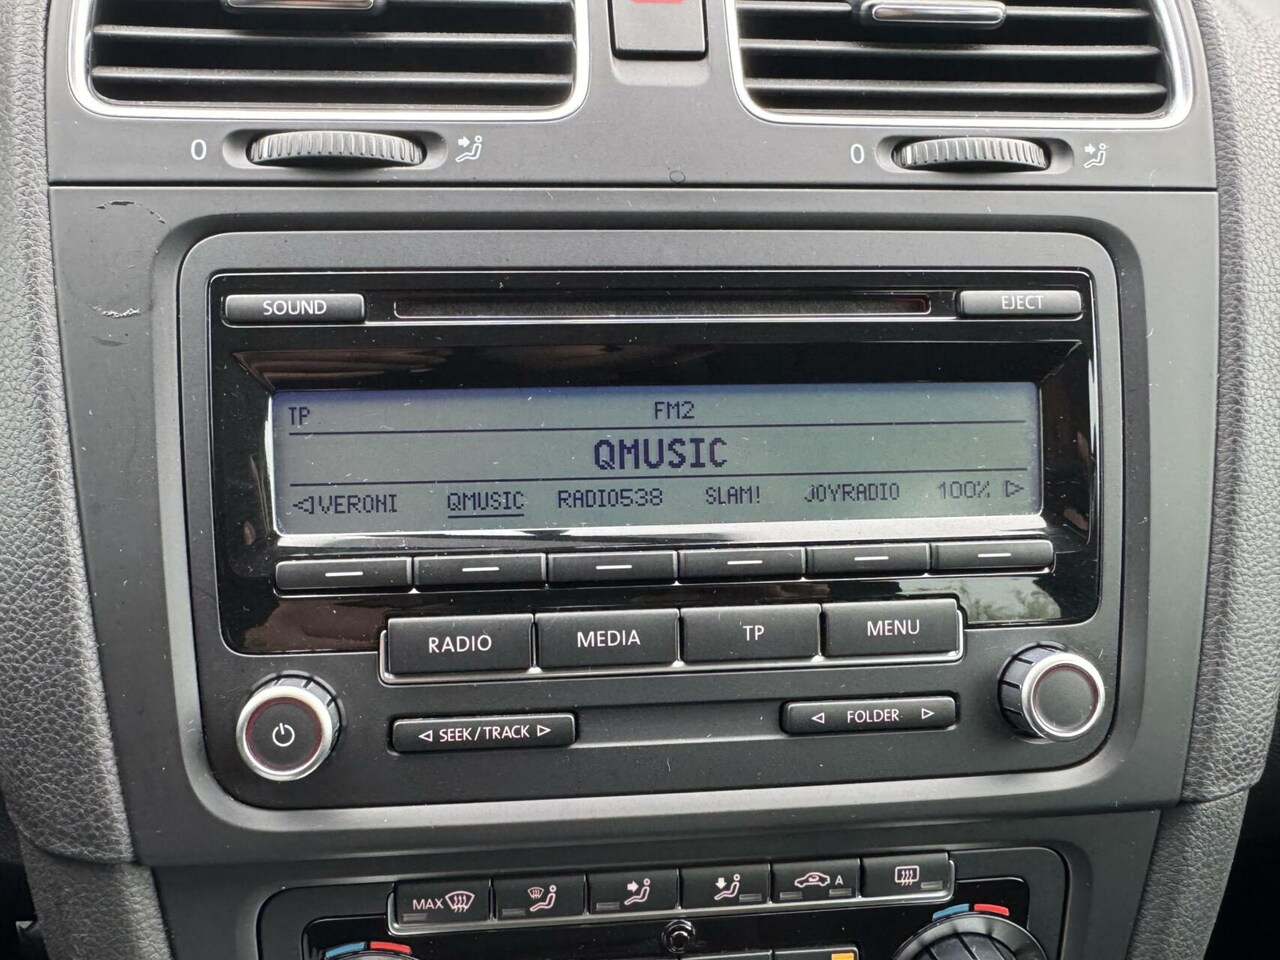 0
0
SOUND
EJECT
TP FM2
QMUSIC
VERONI QMUSIC RADIO538 SLAM! JOYRADIO 100%
RADIO MEDIA TP MENU
SEEK/TRACK FOLDER
MAX A